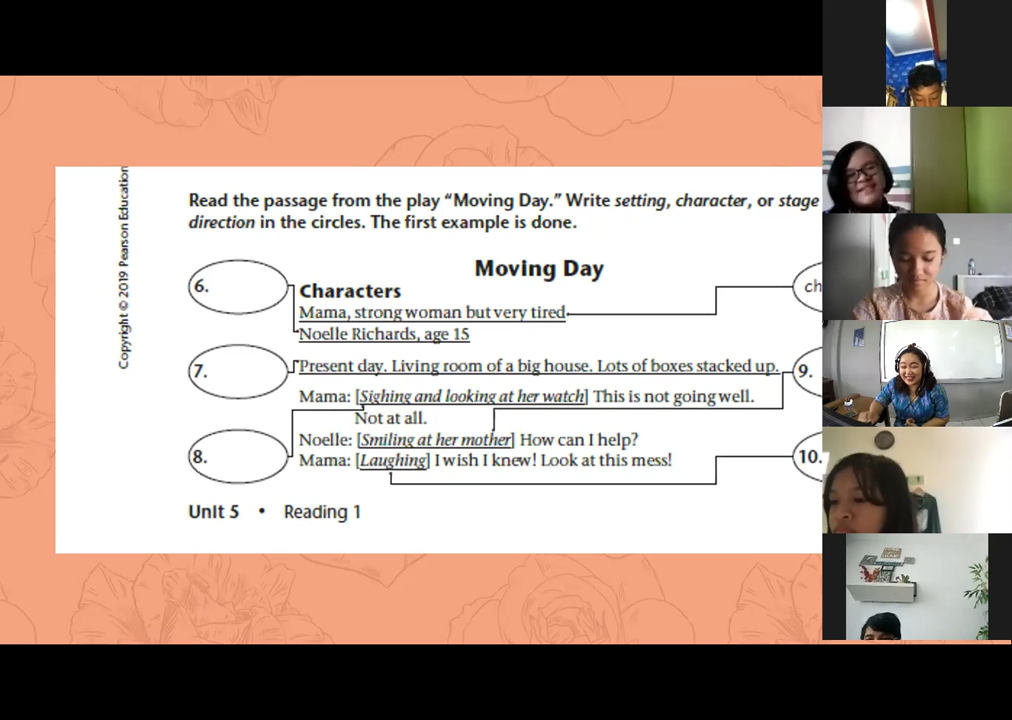 Copyright © 2019 Pearson Education
Read the passage from the play “Moving Day.” Write setting, character, or stage
direction in the circles. The first example is done.
Moving Day
6.
ch
Characters
Mama, strong woman but very tired
Noelle Richards, age 15
7.
Present day. Living room of a big house. Lots of boxes stacked up.
9.
Mama: [Sighing and looking at her watch] This is not going well.
Not at all.
8.
Noelle: [Smiling at her mother] How can I help?
Mama: [Laughing] I wish I knew! Look at this mess!
10.
Unit 5 • Reading 1